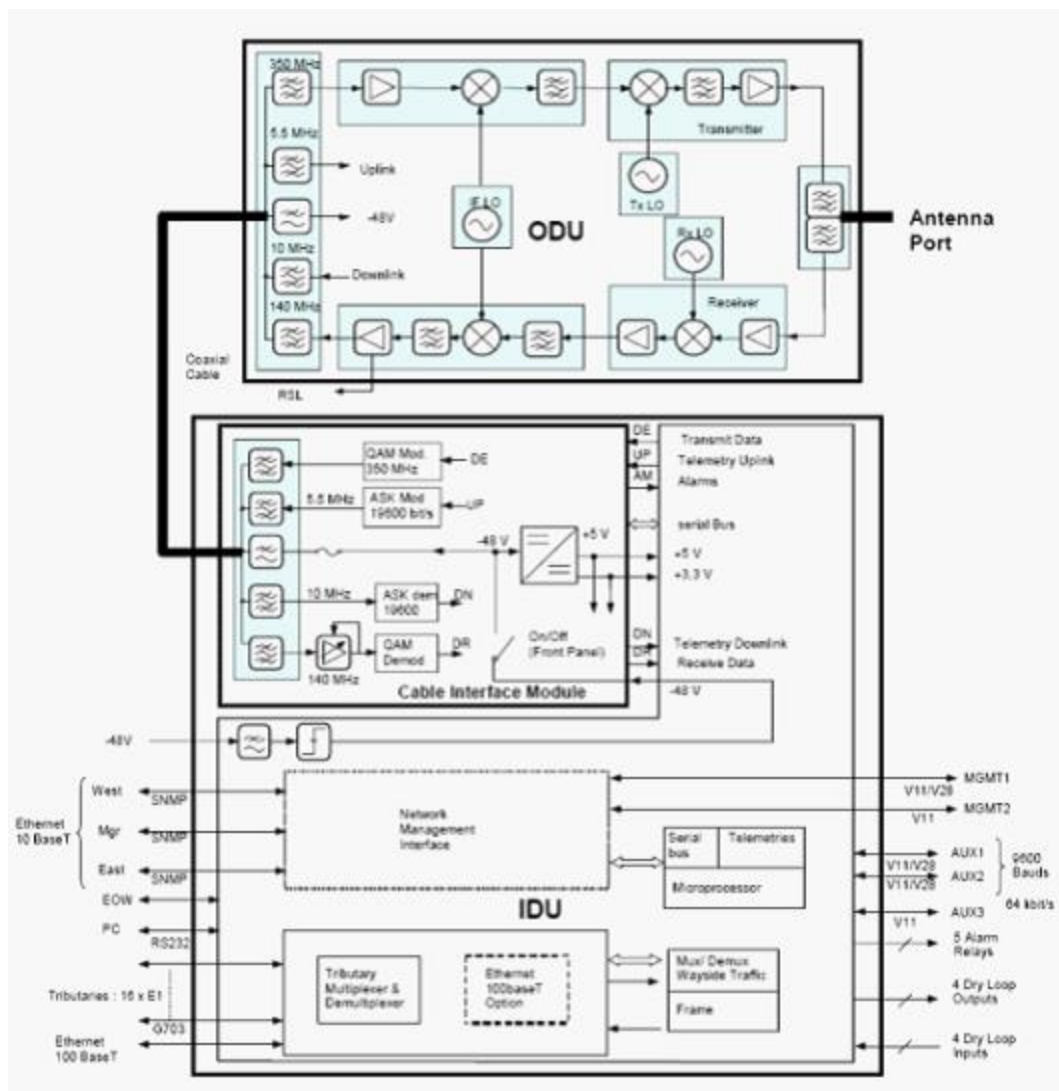 350 MHz
Transmitter
5.5 MHz
Uplink
IF LO
Tx LO
-48V
ODU
Antenna
Port
Rx LO
10 MHz
Downlink
140 MHz
Receiver
Coaxial
Cable
RSL
QAM Mod.
350 MHz
DE
DE
Transmit Data
UP
Telemetry Uplink
AM
Alarms
5.5 MHz
ASK Mod
19600 bit/s
UP
serial Bus
-48 V
+5 V
+5 V
+3,3 V
10 MHz
ASK dem
19600
DN
DN
Telemetry Downlink
QAM
Demod
DR
On/Off
(Front Panel)
DR
Receive Data
140 MHz
Cable Interface Module
-48 V
-48V
West
SNMP
MGMT1
V11/V28
Ethernet
10 BaseT
Mgr
SNMP
Network
Management
Interface
MGMT2
V11
East
SNMP
Serial
bus
Telemetries
Microprocessor
AUX1
V11/V28
AUX2
V11/V28
9600
Bauds
64 kbit/s
EOW
IDU
AUX3
V11
PC
RS232
5 Alarm
Relays
Tributaries : 16 x E1
G703
Tributary
Multiplexer &
Demultiplexer
Ethernet
100baseT
Option
Mux/ Demux
Wayside Traffic
Frame
4 Dry Loop
Outputs
Ethernet
100 BaseT
4 Dry Loop
Inputs